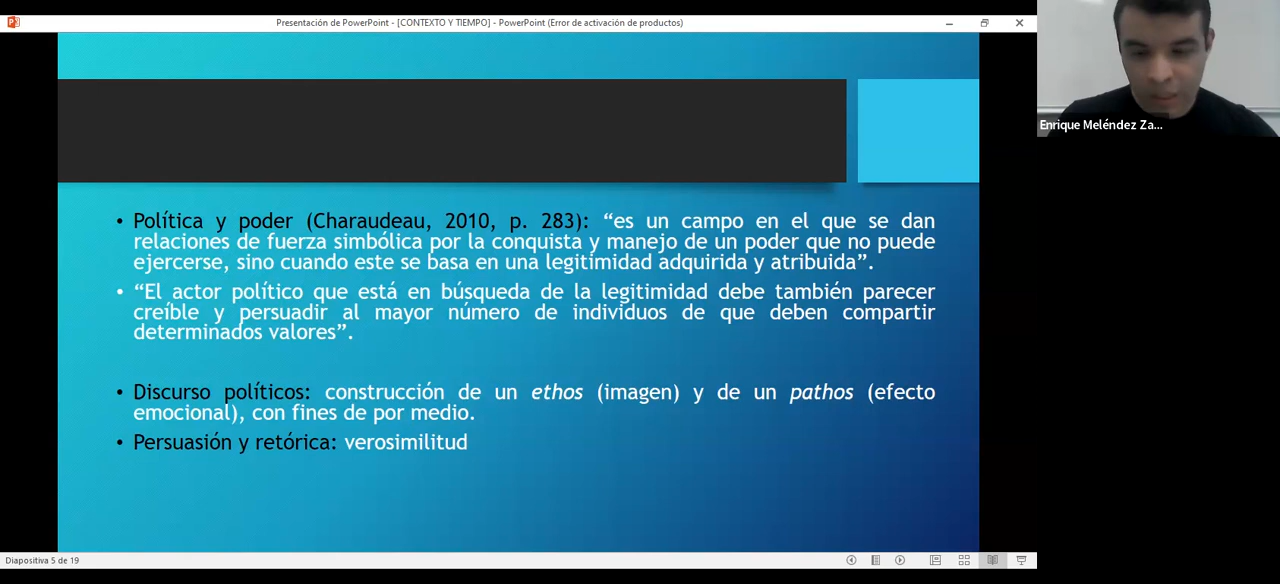 Presentación de PowerPoint - [CONTEXTO Y TIEMPO] - PowerPoint (Error de activación de productos)
Enrique Meléndez Za...
• Política y poder (Charaudeau, 2010, p. 283): “es un campo en el que se dan
relaciones de fuerza simbólica por la conquista y manejo de un poder que no puede
ejercerse, sino cuando este se basa en una legitimidad adquirida y atribuida”.
• “El actor político que está en búsqueda de la legitimidad debe también parecer
creíble y persuadir al mayor número de individuos de que deben compartir
determinados valores”.
• Discurso políticos: construcción de un ethos (imagen) y de un pathos (efecto
emocional), con fines de por medio.
• Persuasión y retórica: verosimilitud
Diapositiva 5 de 19